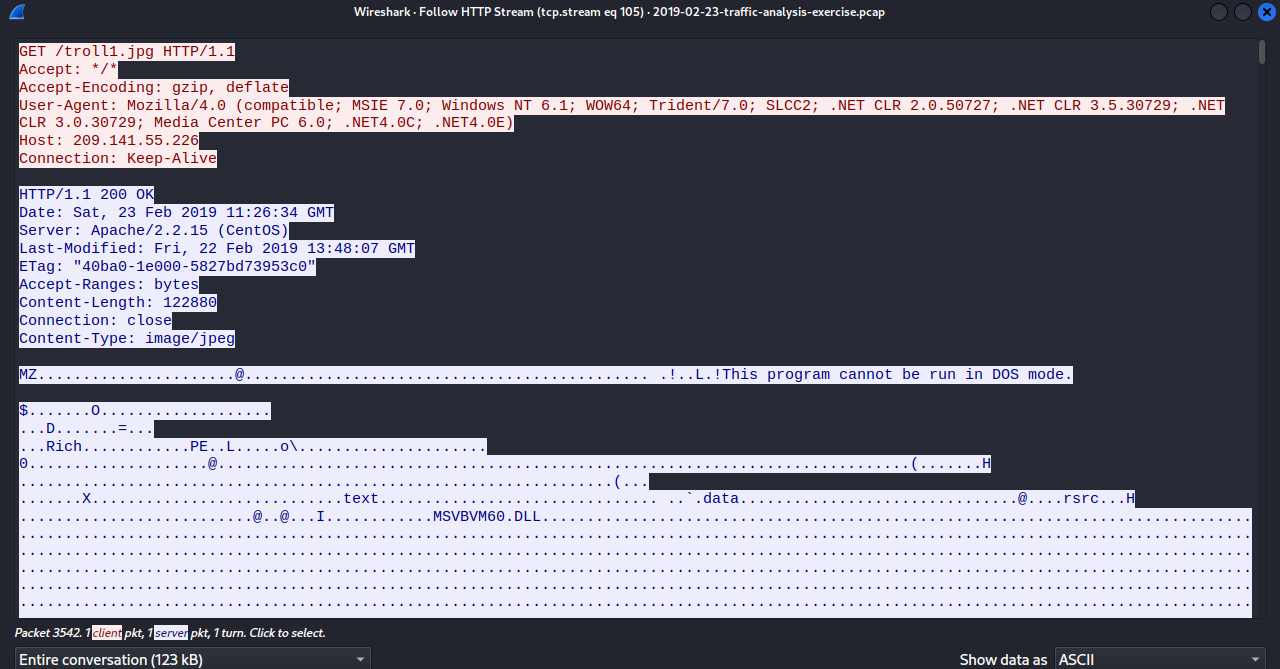 Wireshark · Follow HTTP Stream (tcp.stream eq 105) · 2019-02-23-traffic-analysis-exercise.pcap
GET /troll1.jpg HTTP/1.1
Accept: */*
Accept-Encoding: gzip, deflate
User-Agent: Mozilla/4.0 (compatible; MSIE 7.0; Windows NT 6.1; WOW64; Trident/7.0; SLCC2; .NET CLR 2.0.50727; .NET CLR 3.5.30729; .NET
CLR 3.0.30729; Media Center PC 6.0; .NET4.0C; .NET4.0E)
Host: 209.141.55.226
Connection: Keep-Alive
HTTP/1.1 200 OK
Date: Sat, 23 Feb 2019 11:26:34 GMT
Server: Apache/2.2.15 (CentOS)
Last-Modified: Fri, 22 Feb 2019 13:48:07 GMT
ETag: "40ba0-1e000-5827bd73953c0"
Accept-Ranges: bytes
Content-Length: 122880
Connection: close
Content-Type: image/jpeg
MZ......................@............................................. .!..L.!This program cannot be run in DOS mode.
$.......O...................
...D.......=...
...Rich............PE..L.....o\.....................
0....................@.............................................................................(.......H
..................................................................(...
.......X............................text............................... ..`.data...............................@....rsrc...H
..........................@..@...I............MSVBVM60.DLL...............................................................................
Packet 3542. 1 client pkt, 1 server pkt, 1 turn. Click to select.
Entire conversation (123 kB)
Show data as ASCII